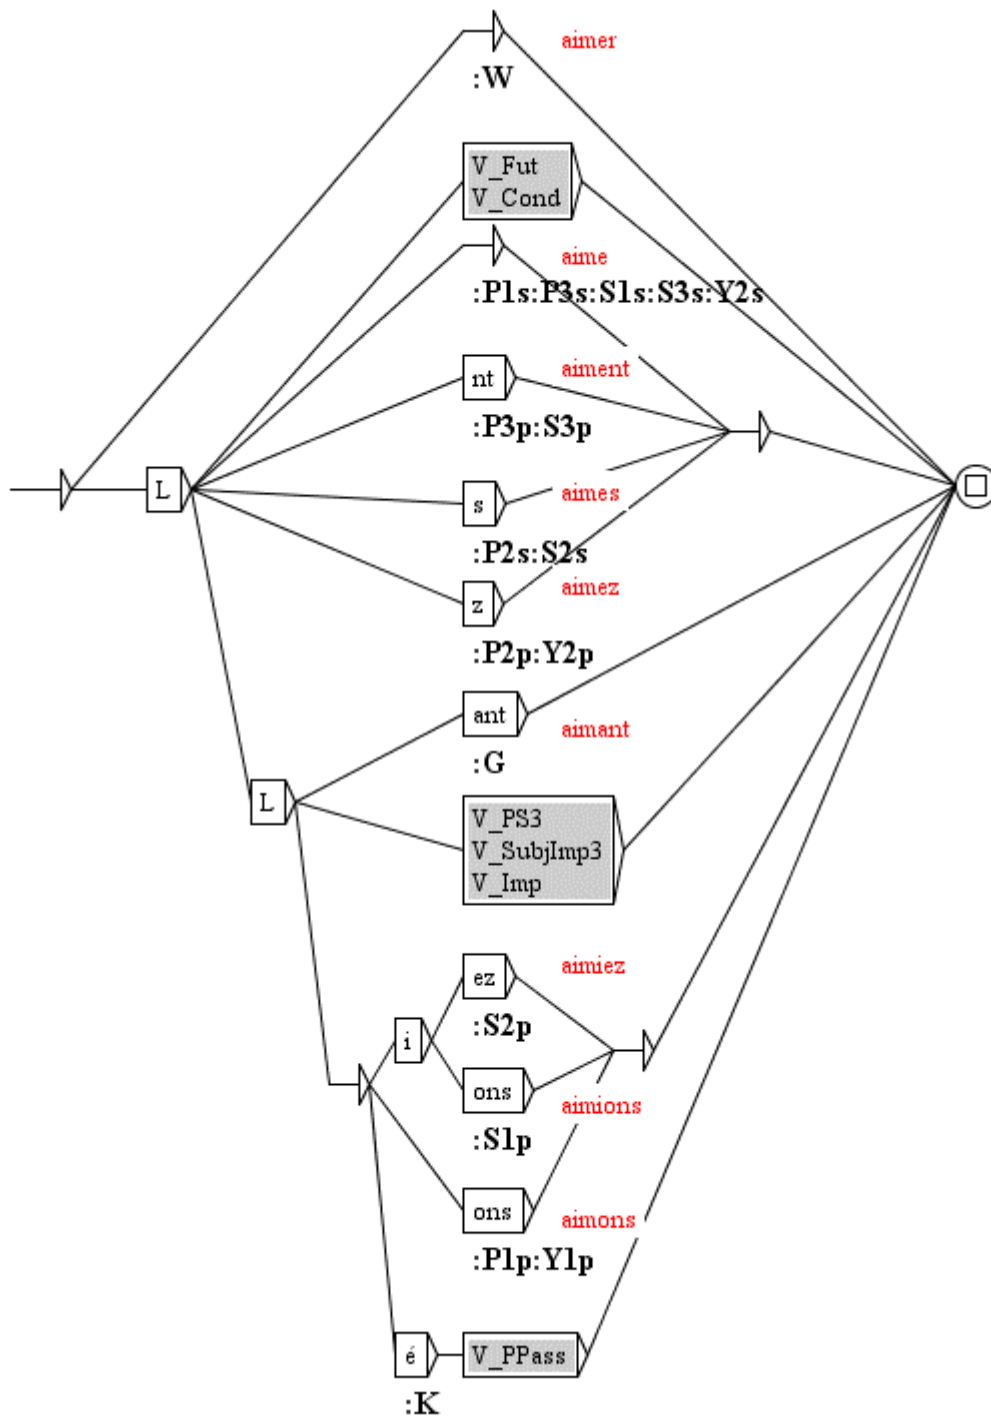 aimer
:W
V_Fut
V_Cond
aime
:P1s:P3s:S1s:S3s:Y2s
nt
aiment
:P3p:S3p
L
s
aimes
:P2s:S2s
z
aimez
:P2p:Y2p
ant
aimant
:G
L
V_PS3
V_SubjImp3
V_Imp
ez
aimiez
:S2p
i
ons
aimions
:S1p
ons
aimons
:P1p:Y1p
é
V_PPass
:K